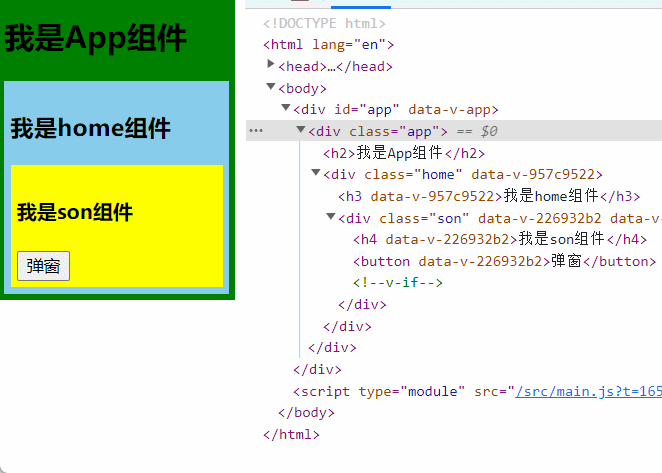 我是App组件
我是home组件
我是son组件
弹窗
<!DOCTYPE html>
<html lang="en">
<head>…</head>
<body>
<div id="app" data-v-app>
<div class="app"> == $0
<h2>我是App组件</h2>
<div class="home" data-v-957c9522>
<h3 data-v-957c9522>我是home组件</h3>
<div class="son" data-v-226932b2 data-v-
<h4 data-v-226932b2>我是son组件</h4>
<button data-v-226932b2>弹窗</button>
<!--v-if-->
</div>
</div>
</div>
</div>
<script type="module" src="/src/main.js?t=165
</body>
</html>